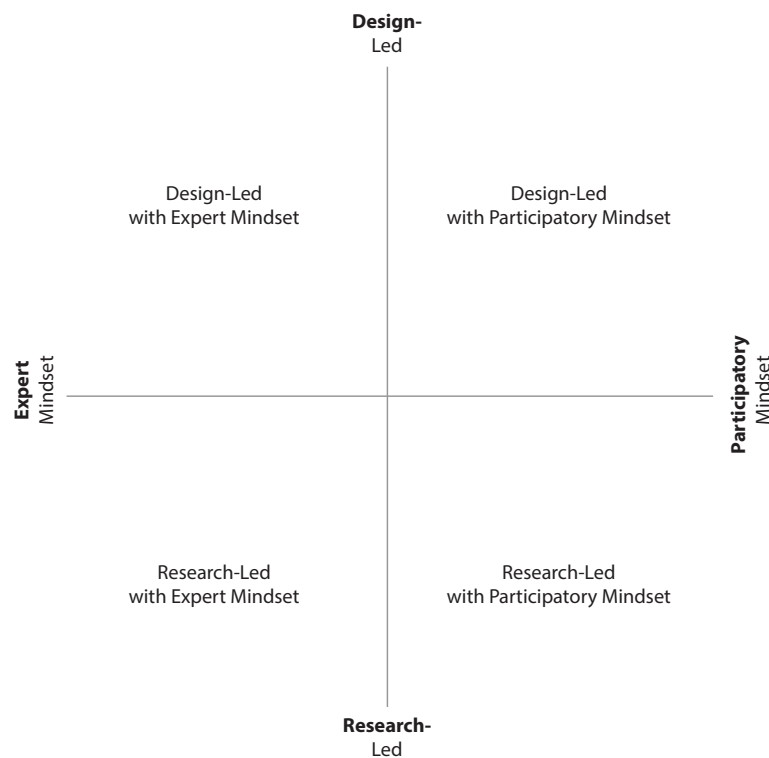 Design-
Led
Design-Led
with Expert Mindset
Design-Led
with Participatory Mindset
Expert
Mindset
Participatory
Mindset
Research-Led
with Expert Mindset
Research-Led
with Participatory Mindset
Research-
Led